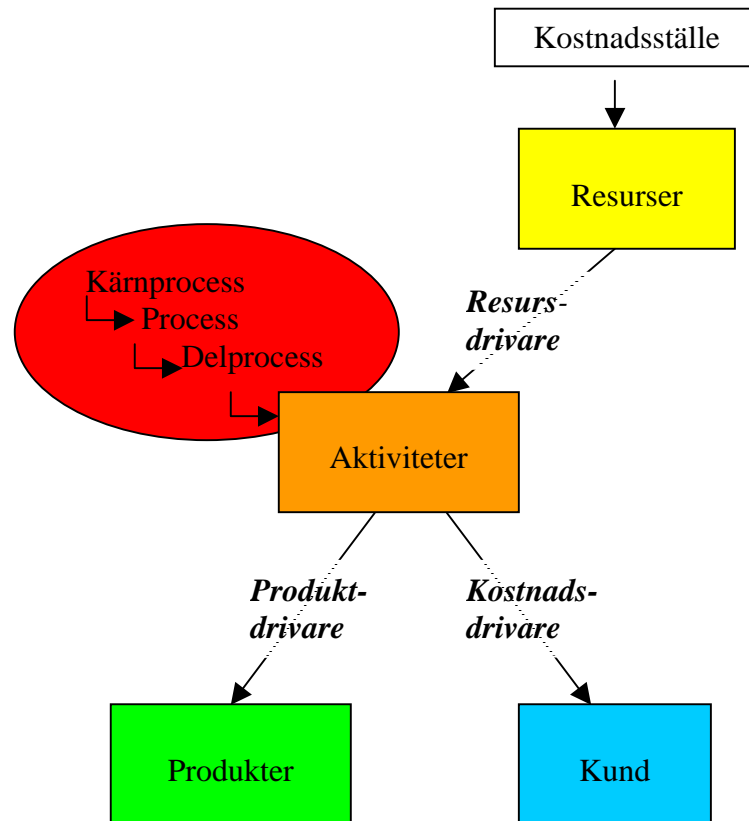 Kostnadsställe
Resurser
Kärnprocess
Process
Delprocess
Resurs-
drivare
Aktiviteter
Produkt-
drivare
Kostnads-
drivare
Produkter
Kund